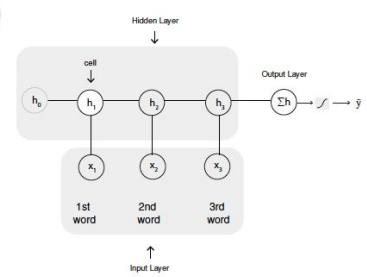 Hidden Layer
cell
Output Layer
h₀ h₁ h₂ h₃ Σh ȳ
x₁ x₂ x₃
1st word 2nd word 3rd word
Input Layer